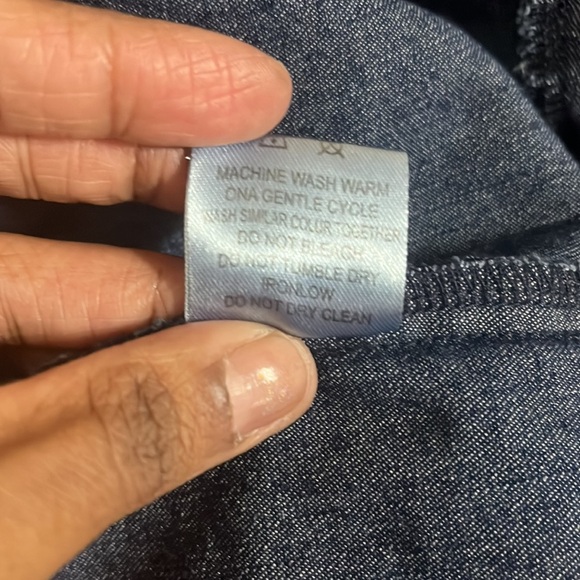 MACHINE WASH WARM
ONA GENTLE CYCLE
WASH SIMILAR COLOR TOGETHER
DO NOT BLEACH
DO NOT TUMBLE DRY
IRONLOW
DO NOT DRY CLEAN